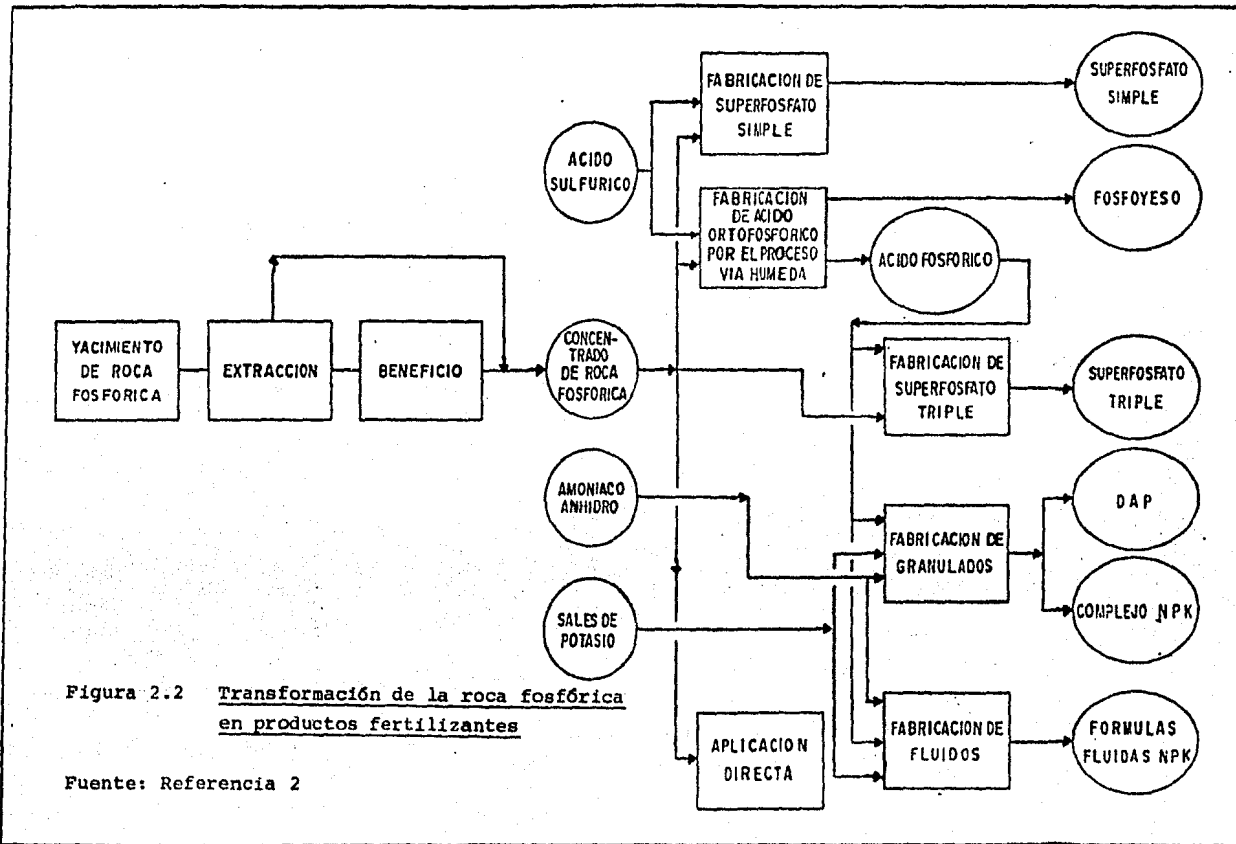 FABRICACION DE
SUPERFOSFATO
SIMPLE
SUPERFOSFATO
SIMPLE
ACIDO
SULFURICO
FABRICACION
DE ACIDO
ORTOFOSFORICO
POR EL PROCESO
VIA HUMEDA
FOSFOYESO
ACIDO FOSFORICO
YACIMIENTO
DE ROCA
FOSFORICA
EXTRACCION
BENEFICIO
CONCEN-
TRADO
DE ROCA
FOSFORICA
FABRICACION DE
SUPERFOSFATO
TRIPLE
SUPERFOSFATO
TRIPLE
AMONIACO
ANHIDRO
FABRICACION DE
GRANULADOS
DAP
COMPLEJO NPK
SALES DE
POTASIO
APLICACION
DIRECTA
FABRICACION DE
FLUIDOS
FORMULAS
FLUIDAS NPK
Figura 2.2 Transformación de la roca fosfórica
en productos fertilizantes
Fuente: Referencia 2